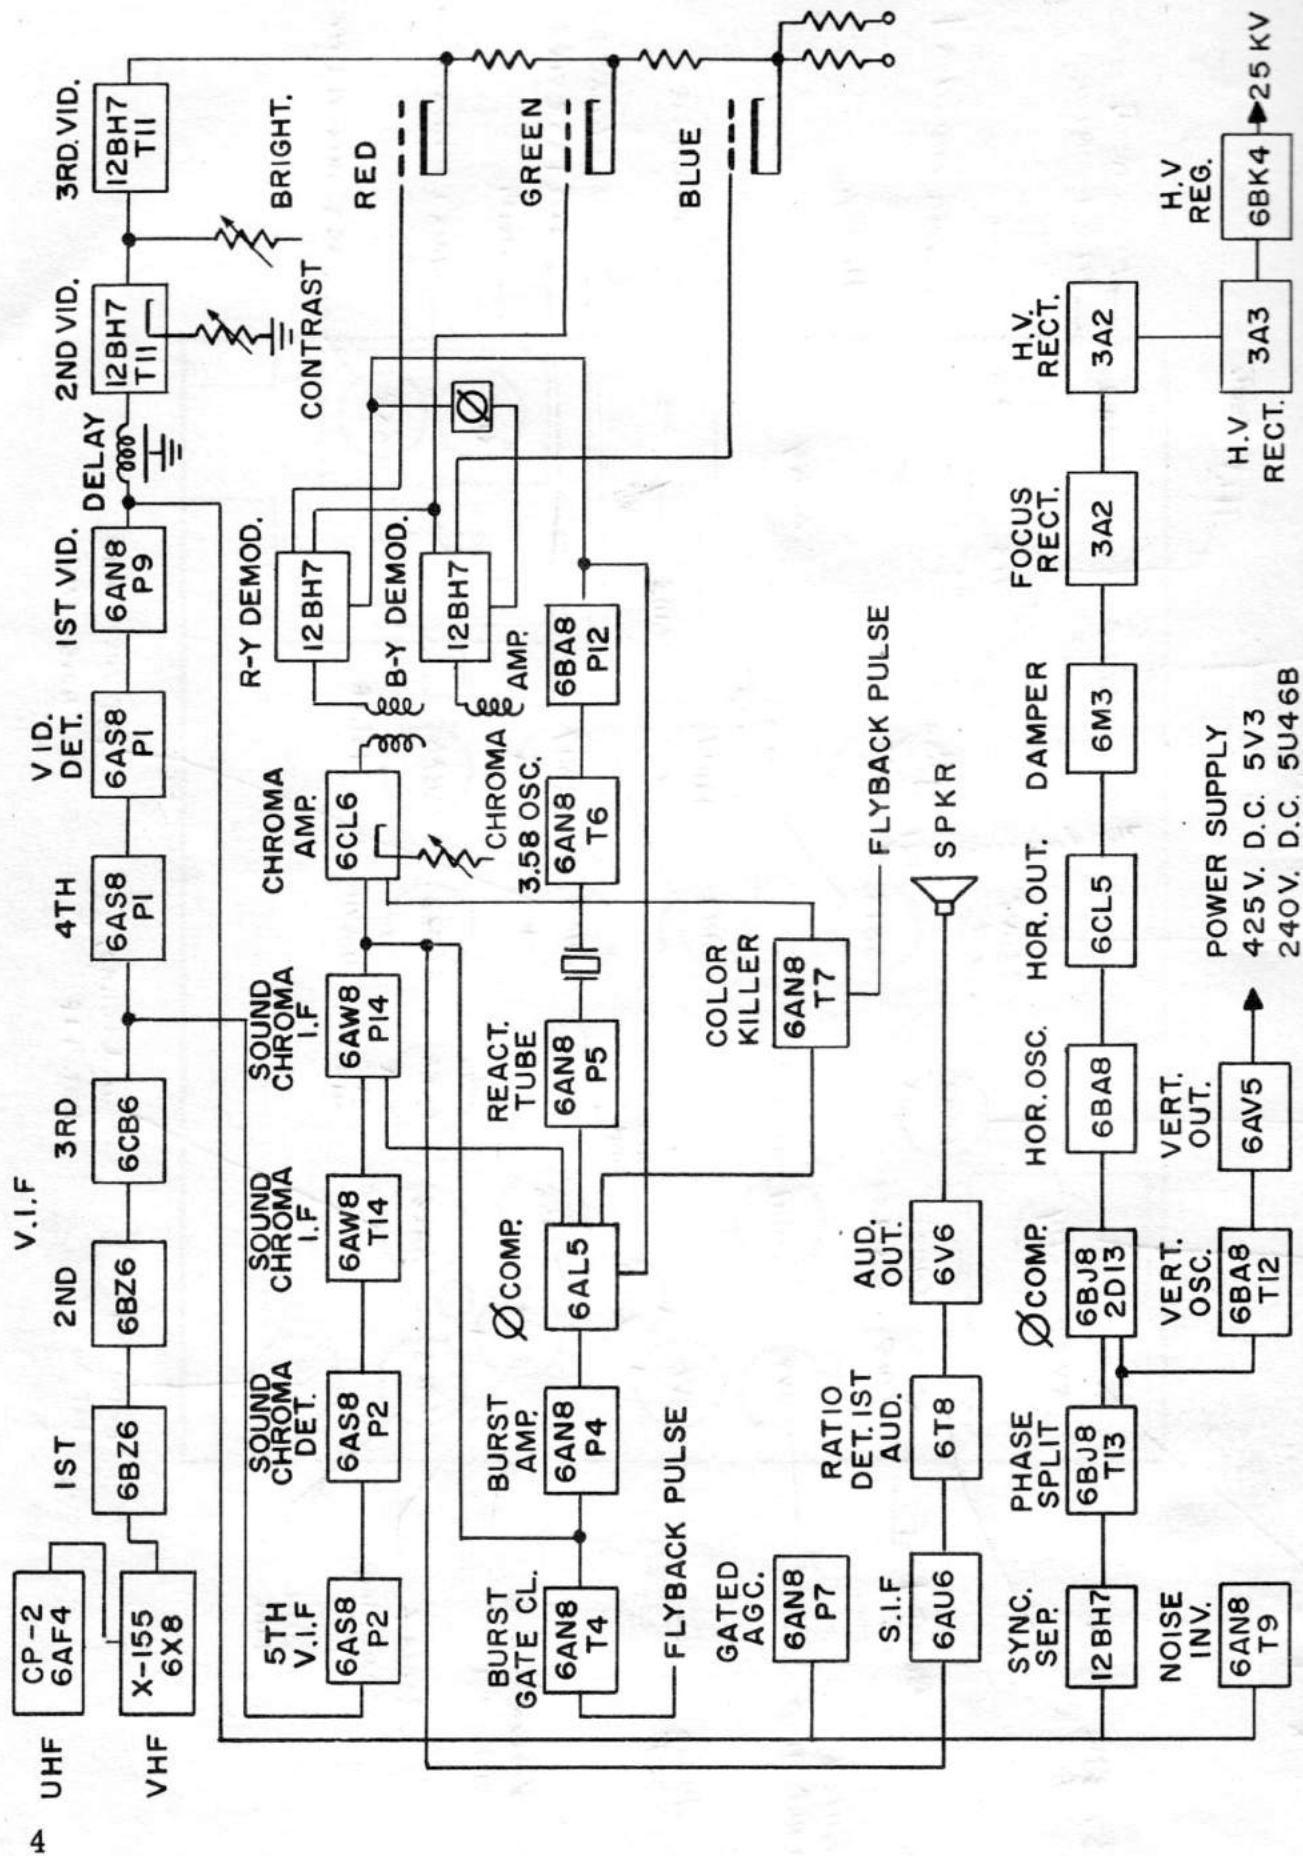 4
UHF
CP-2
6AF4
VHF
X-155
6X8
V.I.F
1ST
6BZ6
2ND
6BZ6
3RD
6CB6
4TH
6AS8
P1
VID.
DET.
6AS8
P1
1ST VID.
6AN8
P9
DELAY
2ND VID.
12BH7
T11
CONTRAST
3RD. VID.
12BH7
T11
BRIGHT.
5TH
V.I.F
6AS8
P2
SOUND
CHROMA
DET.
6AS8
P2
SOUND
CHROMA
I.F
6AW8
T14
SOUND
CHROMA
I.F
6AW8
P14
CHROMA
AMP.
6CL6
CHROMA
R-Y DEMOD.
12BH7
B-Y DEMOD.
12BH7
Ø
RED
GREEN
BLUE
BURST
GATE CL.
6AN8
T4
FLYBACK PULSE
BURST
AMP.
6AN8
P4
ØCOMP.
6AL5
REACT.
TUBE
6AN8
P5
3.58 OSC.
6AN8
T6
AMP.
6BA8
P12
GATED
AGC.
6AN8
P7
COLOR
KILLER
6AN8
T7
FLYBACK PULSE
S.I.F
6AU6
RATIO
DET. IST
AUD.
6T8
AUD.
OUT.
6V6
SPKR
SYNC.
SEP.
12BH7
PHASE
SPLIT
6BJ8
T13
ØCOMP.
6BJ8
2D13
HOR. OSC.
6BA8
HOR. OUT.
6CL5
DAMPER
6M3
FOCUS
RECT.
3A2
H.V.
RECT.
3A2
NOISE
INV.
6AN8
T9
VERT.
OSC.
6BA8
T12
VERT.
OUT.
6AV5
POWER SUPPLY
425V. D.C. 5V3
240V. D.C. 5U46B
H.V
RECT.
3A3
H.V
REG.
6BK4
25 KV